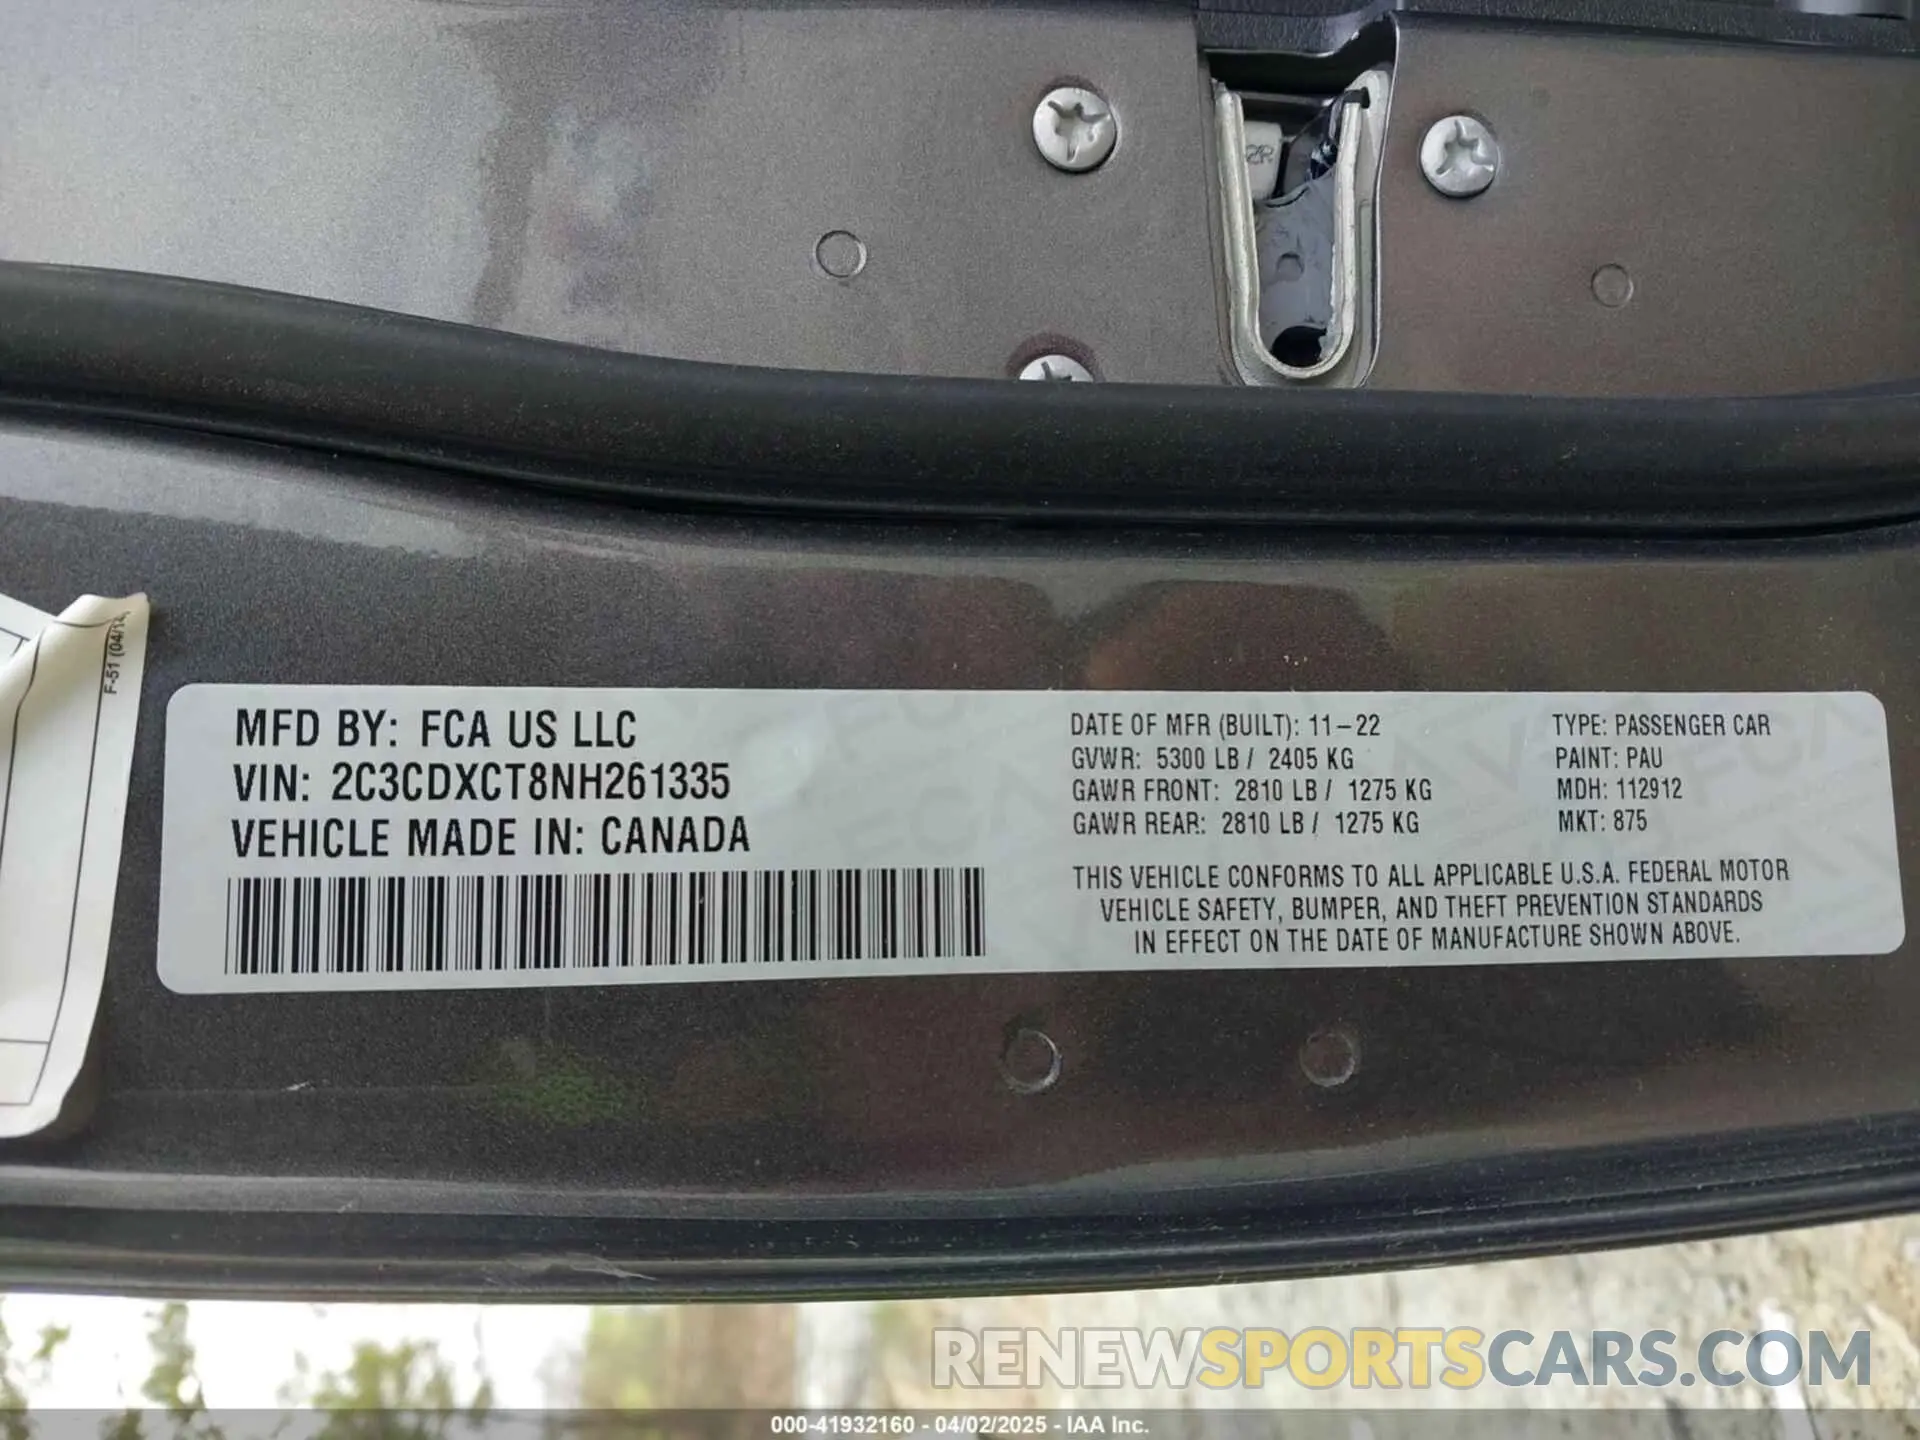 2R
F-51 (04/14)
MFD BY: FCA US LLC
VIN: 2C3CDXCT8NH261335
VEHICLE MADE IN: CANADA
DATE OF MFR (BUILT): 11-22
GVWR: 5300 LB / 2405 KG
GAWR FRONT: 2810 LB / 1275 KG
GAWR REAR: 2810 LB / 1275 KG
TYPE: PASSENGER CAR
PAINT: PAU
MDH: 112912
MKT: 875
THIS VEHICLE CONFORMS TO ALL APPLICABLE U.S.A. FEDERAL MOTOR
VEHICLE SAFETY, BUMPER, AND THEFT PREVENTION STANDARDS
IN EFFECT ON THE DATE OF MANUFACTURE SHOWN ABOVE.
RENEWSPORTSCARS.COM
000-41932160 - 04/02/2025 - IAA Inc.